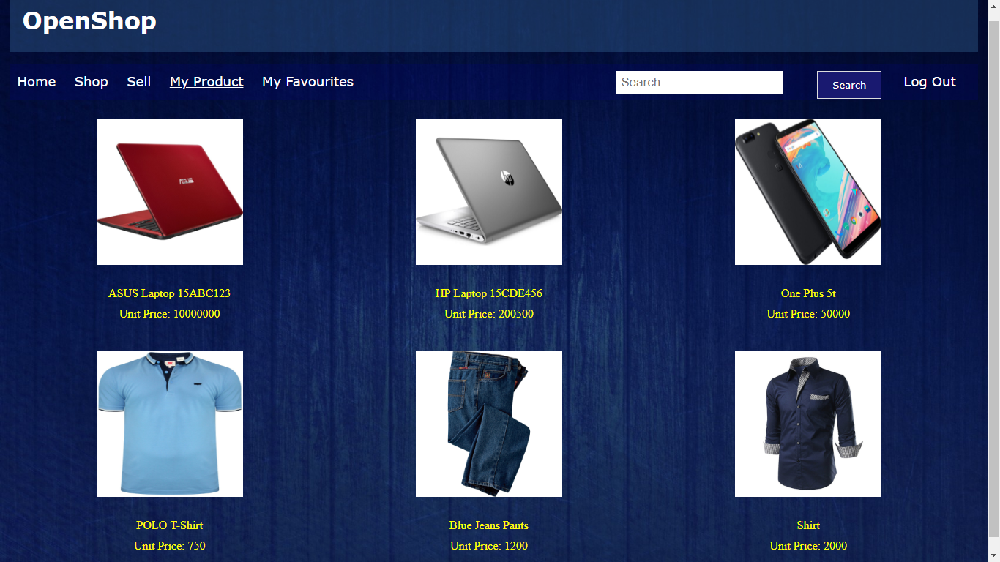 OpenShop
Home Shop Sell My Product My Favourites Search.. Search Log Out
ASUS
hp
ASUS Laptop 15ABC123 HP Laptop 15CDE456 One Plus 5t
Unit Price: 10000000 Unit Price: 200500 Unit Price: 50000
POLO T-Shirt Blue Jeans Pants Shirt
Unit Price: 750 Unit Price: 1200 Unit Price: 2000